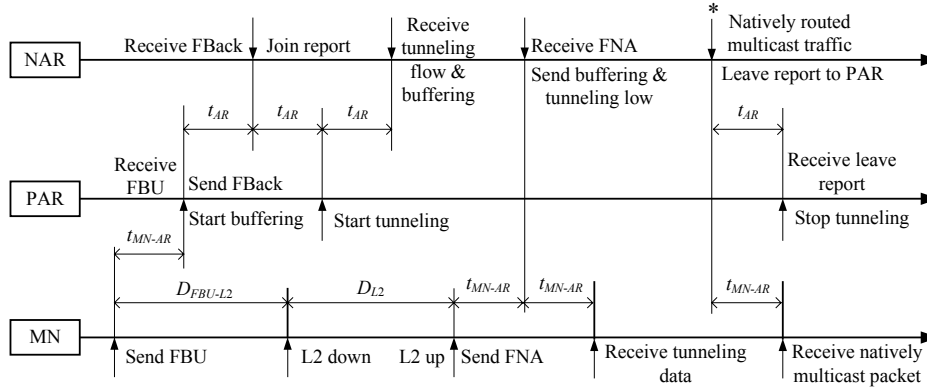 *
NAR
Receive FBack
Join report
Receive
tunneling
flow &
buffering
Receive FNA
Send buffering &
tunneling low
Natively routed
multicast traffic
Leave report to PAR
t_AR
t_AR
t_AR
t_AR
PAR
Receive
FBU
Send FBack
Start buffering
Start tunneling
Receive leave
report
Stop tunneling
t_MN-AR
D_FBU-L2
D_L2
t_MN-AR
t_MN-AR
t_MN-AR
MN
Send FBU
L2 down
L2 up
Send FNA
Receive tunneling
data
Receive natively
multicast packet